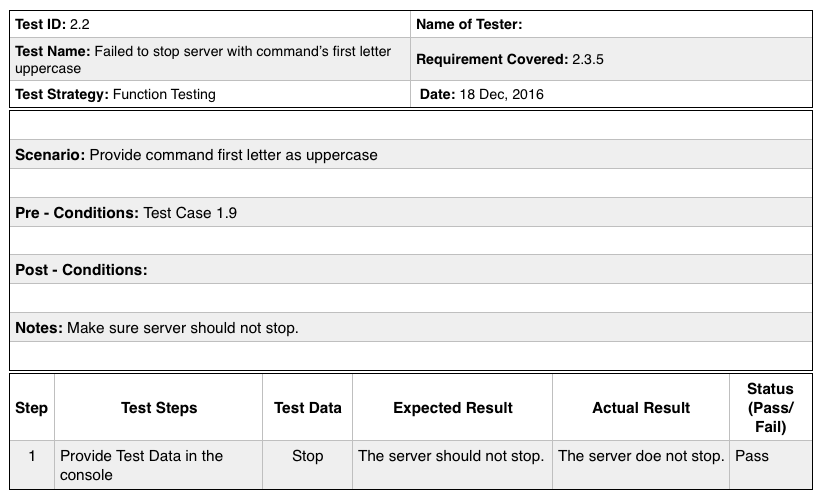 Test ID: 2.2
Name of Tester:
Test Name: Failed to stop server with command's first letter
uppercase
Requirement Covered: 2.3.5
Test Strategy: Function Testing
Date: 18 Dec, 2016
Scenario: Provide command first letter as uppercase
Pre - Conditions: Test Case 1.9
Post - Conditions:
Notes: Make sure server should not stop.
Step
Test Steps
Test Data
Expected Result
Actual Result
Status
(Pass/
Fail)
1
Provide Test Data in the
console
Stop
The server should not stop.
The server doe not stop.
Pass